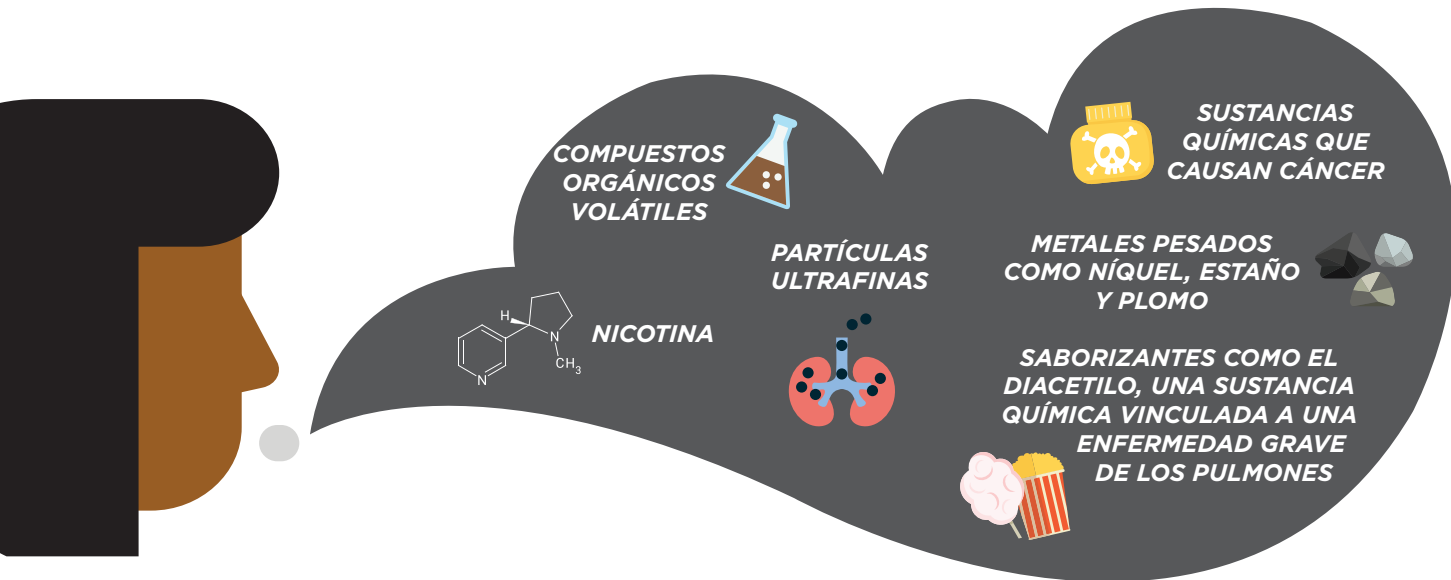 COMPUESTOS
ORGÁNICOS
VOLÁTILES
NICOTINA
H
N
CH₃
N
PARTÍCULAS
ULTRAFINAS
SUSTANCIAS
QUÍMICAS QUE
CAUSAN CÁNCER
METALES PESADOS
COMO NÍQUEL, ESTAÑO
Y PLOMO
SABORIZANTES COMO EL
DIACETILO, UNA SUSTANCIA
QUÍMICA VINCULADA A UNA
ENFERMEDAD GRAVE
DE LOS PULMONES